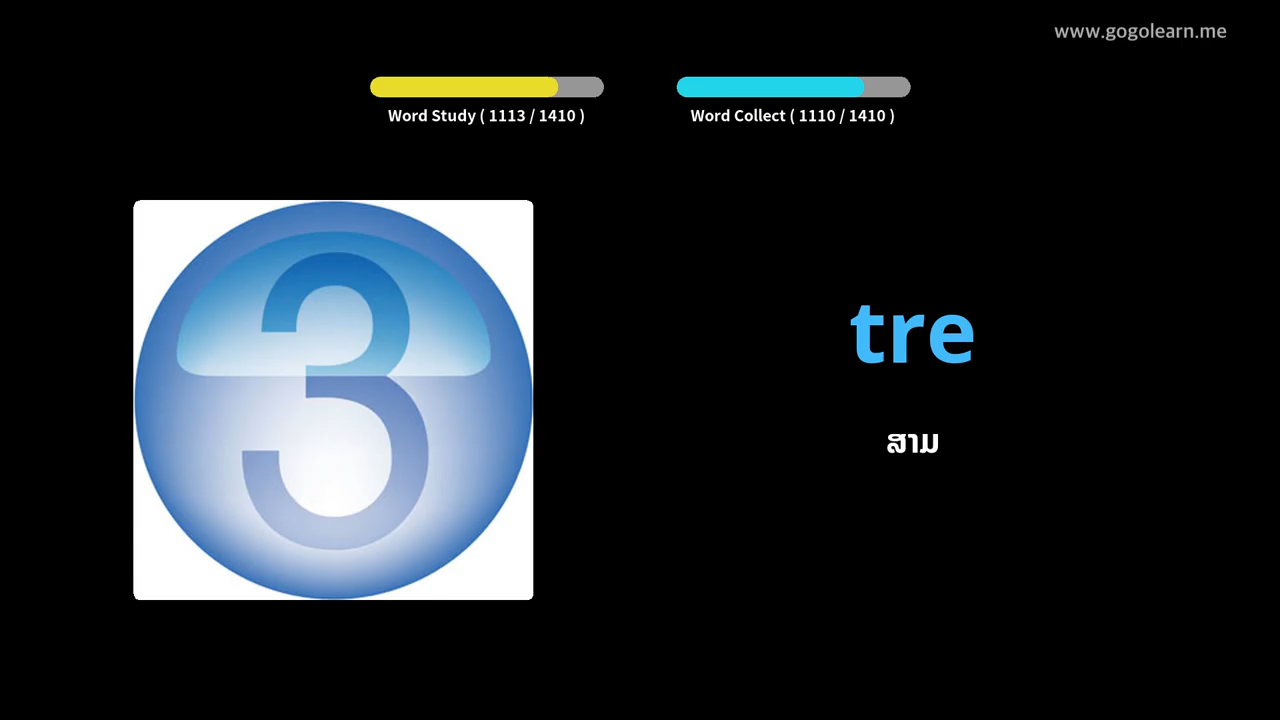 www.gogolearn.me
Word Study ( 1113 / 1410 )
Word Collect ( 1110 / 1410 )
3
tre
ສາມ